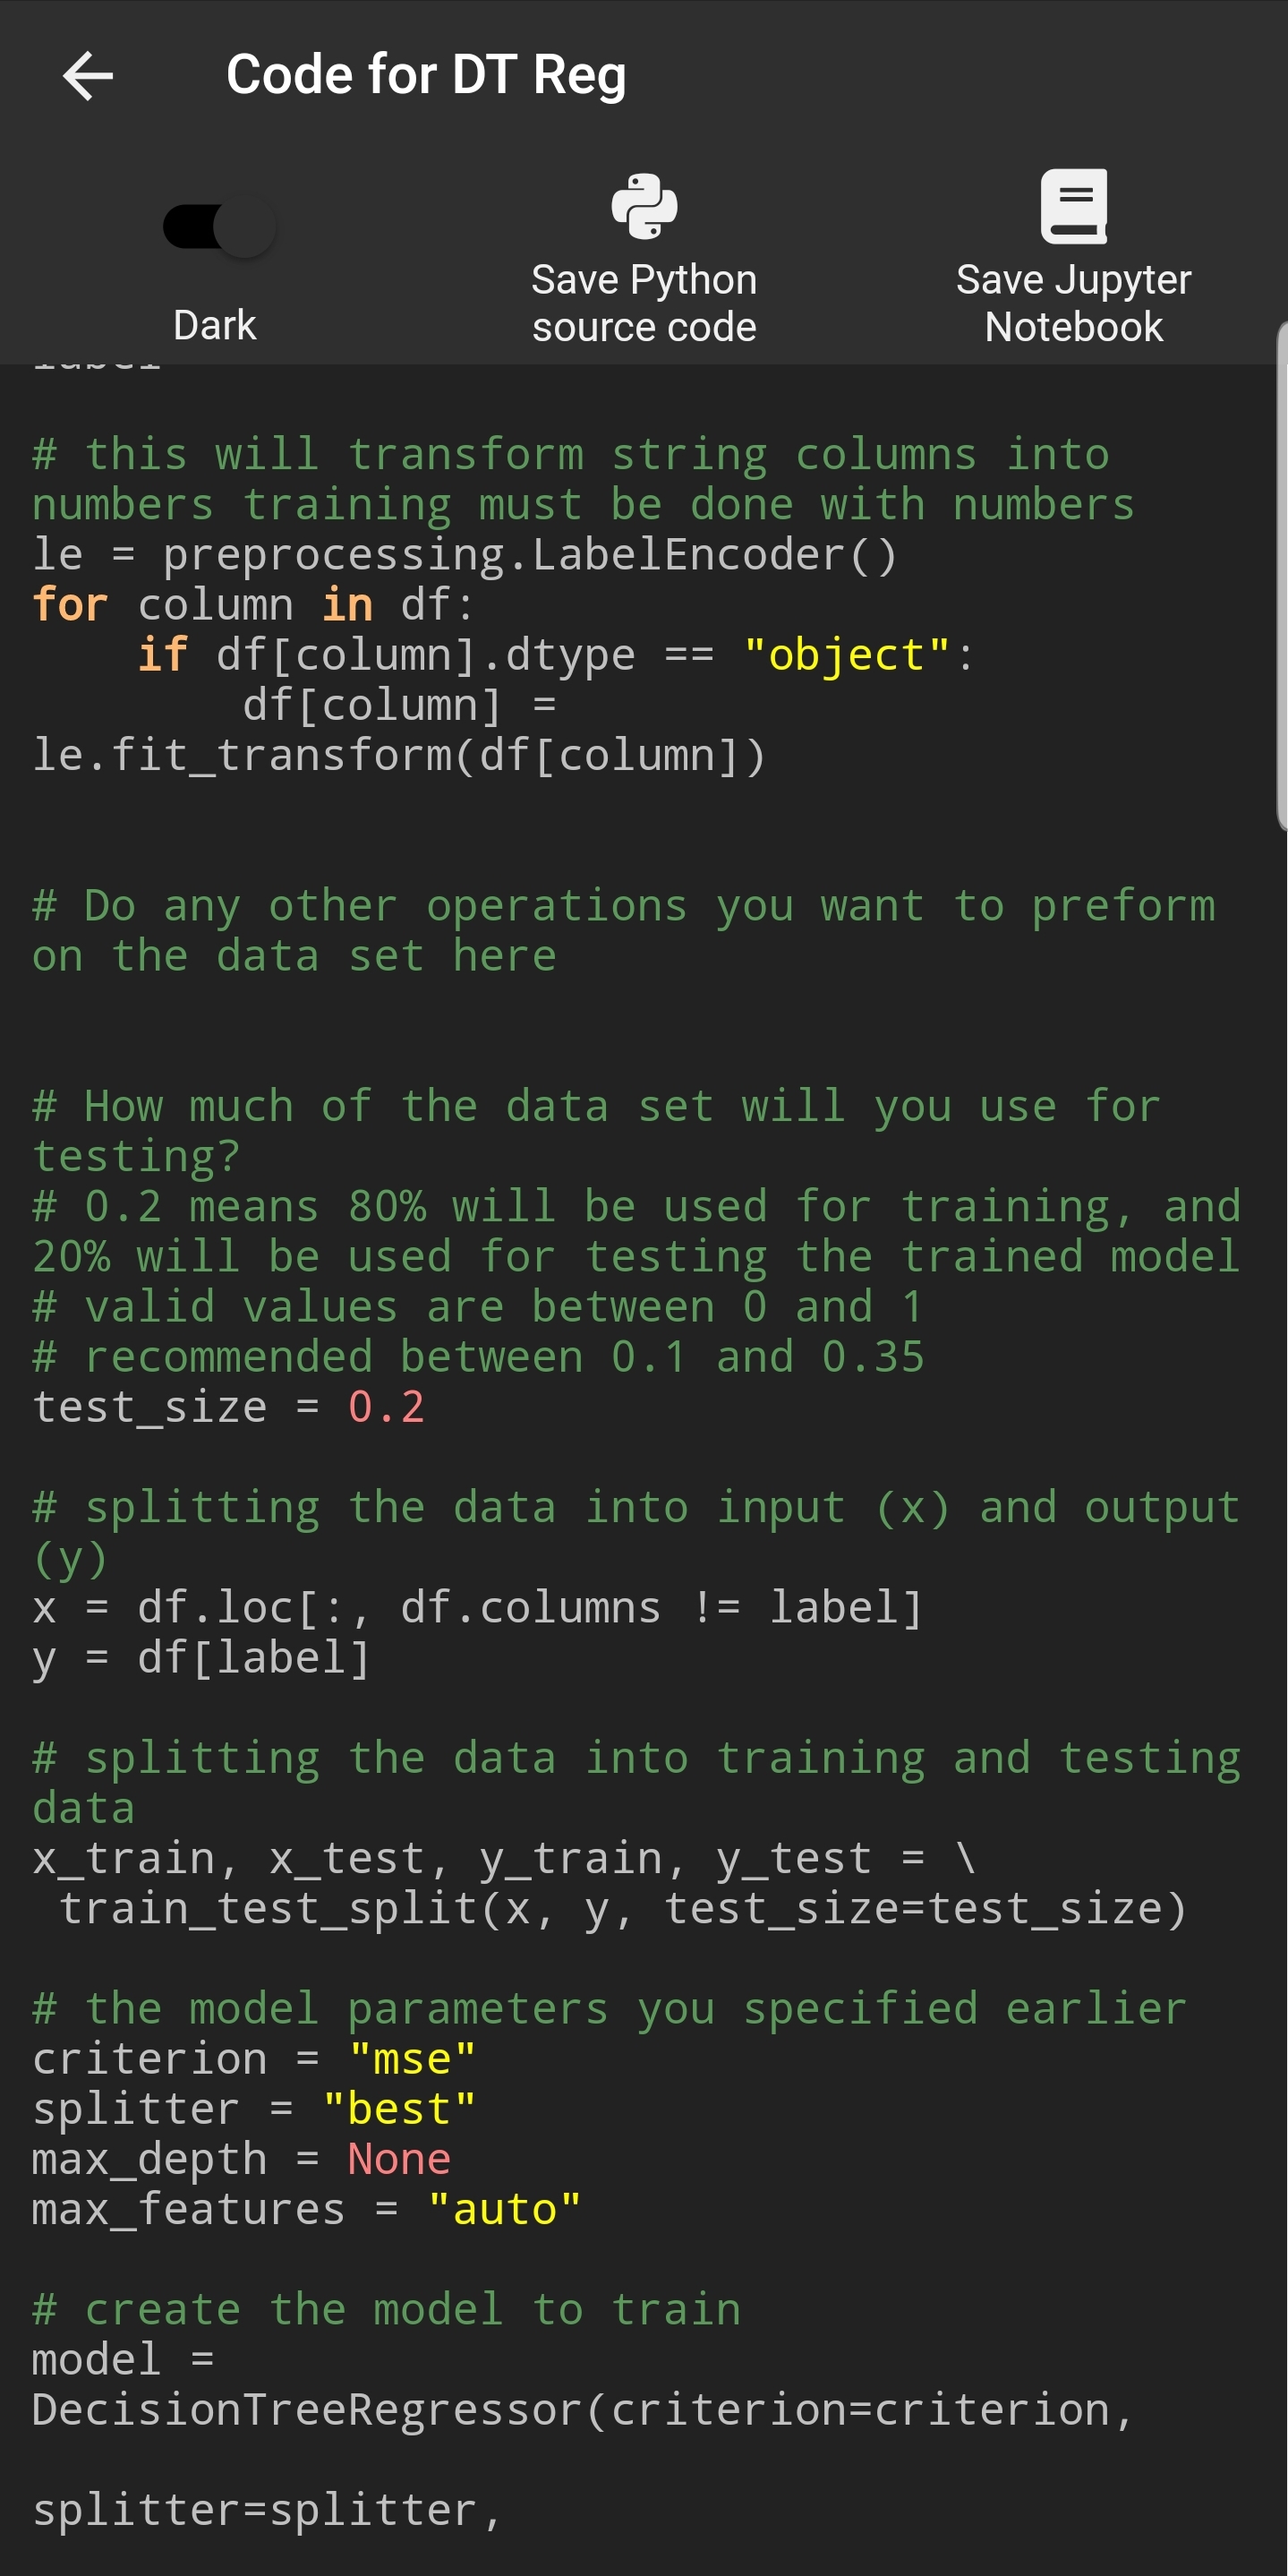 Code for DT Reg
Dark
Save Python
source code
Save Jupyter
Notebook
label
# this will transform string columns into
numbers training must be done with numbers
le = preprocessing.LabelEncoder()
for column in df:
    if df[column].dtype == "object":
        df[column] =
le.fit_transform(df[column])
# Do any other operations you want to preform
on the data set here
# How much of the data set will you use for
testing?
# 0.2 means 80% will be used for training, and
20% will be used for testing the trained model
# valid values are between 0 and 1
# recommended between 0.1 and 0.35
test_size = 0.2
# splitting the data into input (x) and output
(y)
x = df.loc[:, df.columns != label]
y = df[label]
# splitting the data into training and testing
data
x_train, x_test, y_train, y_test = \
 train_test_split(x, y, test_size=test_size)
# the model parameters you specified earlier
criterion = "mse"
splitter = "best"
max_depth = None
max_features = "auto"
# create the model to train
model =
DecisionTreeRegressor(criterion=criterion,
splitter=splitter,